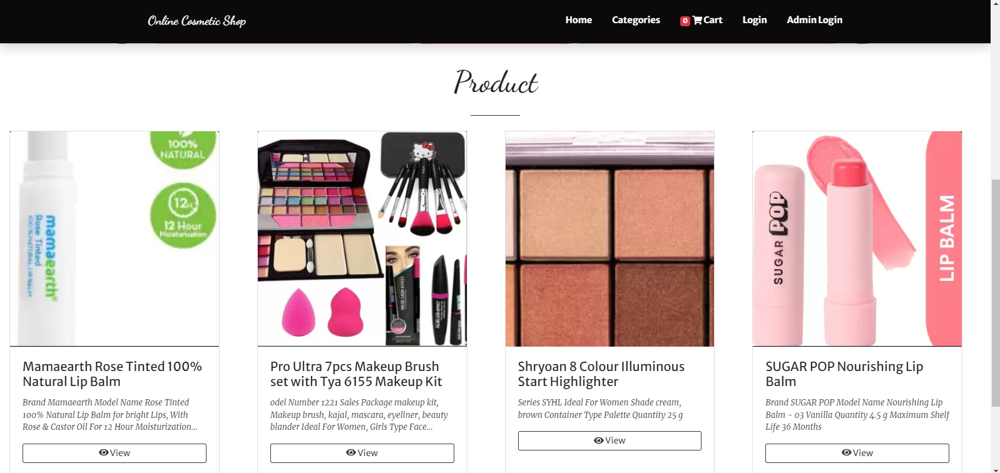 Online Cosmetic Shop
Home
Categories
0 Cart
Login
Admin Login
Product
100%
NATURAL
12H
12 Hour
Moisturization
mamaearth
Rose Tinted
100% NATURAL LIP BALM
FALSE LASH EFFECT
SUGAR POP
LIP BALM
Mamaearth Rose Tinted 100%
Natural Lip Balm
Brand Mamaearth Model Name Rose Tinted
100% Natural Lip Balm for bright Lips, With
Rose & Castor Oil For 12 Hour Moisturization...
View
Pro Ultra 7pcs Makeup Brush
set with Tya 6155 Makeup Kit
odel Number 1221 Sales Package makeup kit,
Makeup brush, kajal, mascara, eyeliner, beauty
blander Ideal For Women, Girls Type Face...
View
Shryoan 8 Colour Illuminous
Start Highlighter
Series SYHL Ideal For Women Shade cream,
brown Container Type Palette Quantity 25 g
View
SUGAR POP Nourishing Lip
Balm
Brand SUGAR POP Model Name Nourishing Lip
Balm - 03 Vanilla Quantity 4.5 g Maximum Shelf
Life 36 Months
View